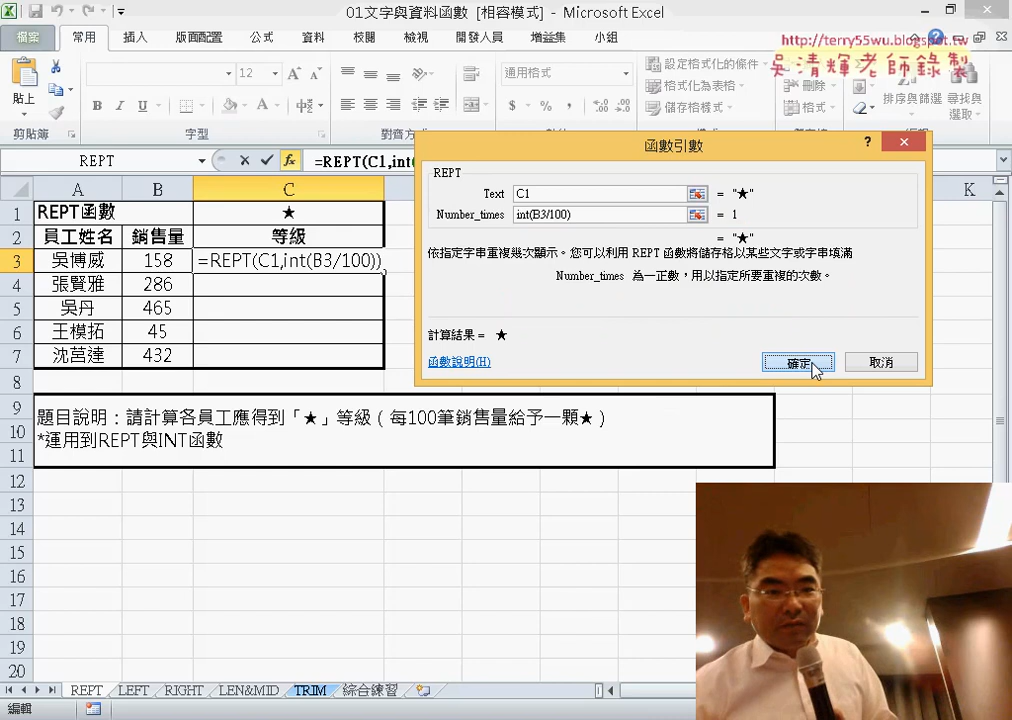 01文字與資料函數 [相容模式] - Microsoft Excel
檔案 常用 插入 版面配置 公式 資料 校閱 檢視 開發人員 增益集 小組
http://terry55wu.blogspot.tw
吳清輝老師錄製
貼上
12
通用格式
設定格式化的條件
格式化為表格
儲存格樣式
刪除
格式
排序與篩選
尋找與
選取
剪貼簿 字型 對齊方式
REPT
=REPT(C1,int(
函數引數
REPT
Text C1 = "★"
Number_times int(B3/100) = 1
= "★"
依指定字串重複幾次顯示。您可以利用 REPT 函數將儲存格以某些文字或字串填滿
Number_times 為一正數，用以指定所要重複的次數。
計算結果 = ★
函數說明(H)
確定 取消
A B C K
1 REPT函數 ★
2 員工姓名 銷售量 等級
3 吳博威 158 =REPT(C1,int(B3/100))
4 張賢雅 286
5 吳丹 465
6 王模拓 45
7 沈莒達 432
8
9 題目說明：請計算各員工應得到「★」等級（每100筆銷售量給予一顆★）
10 *運用到REPT與INT函數
11
12
13
14
15
16
17
18
19
20
REPT LEFT RIGHT LEN&MID TRIM 綜合練習
編輯